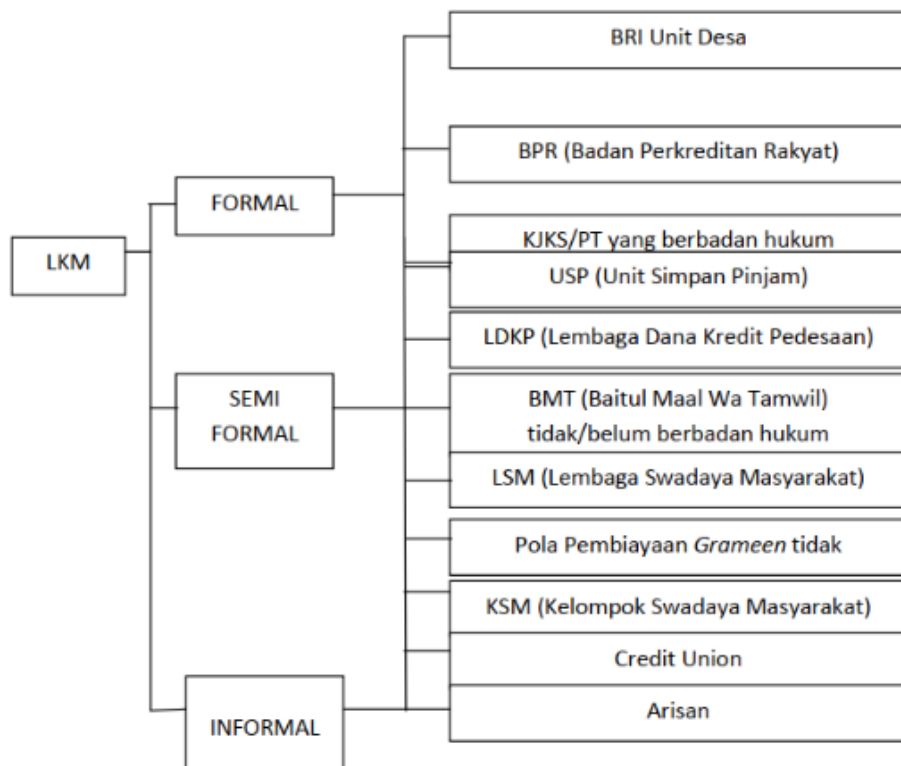 LKM
FORMAL
SEMI
FORMAL
INFORMAL
BRI Unit Desa
BPR (Badan Perkreditan Rakyat)
KJKS/PT yang berbadan hukum
USP (Unit Simpan Pinjam)
LDKP (Lembaga Dana Kredit Pedesaan)
BMT (Baitul Maal Wa Tamwil)
tidak/belum berbadan hukum
LSM (Lembaga Swadaya Masyarakat)
Pola Pembiayaan Grameen tidak
KSM (Kelompok Swadaya Masyarakat)
Credit Union
Arisan